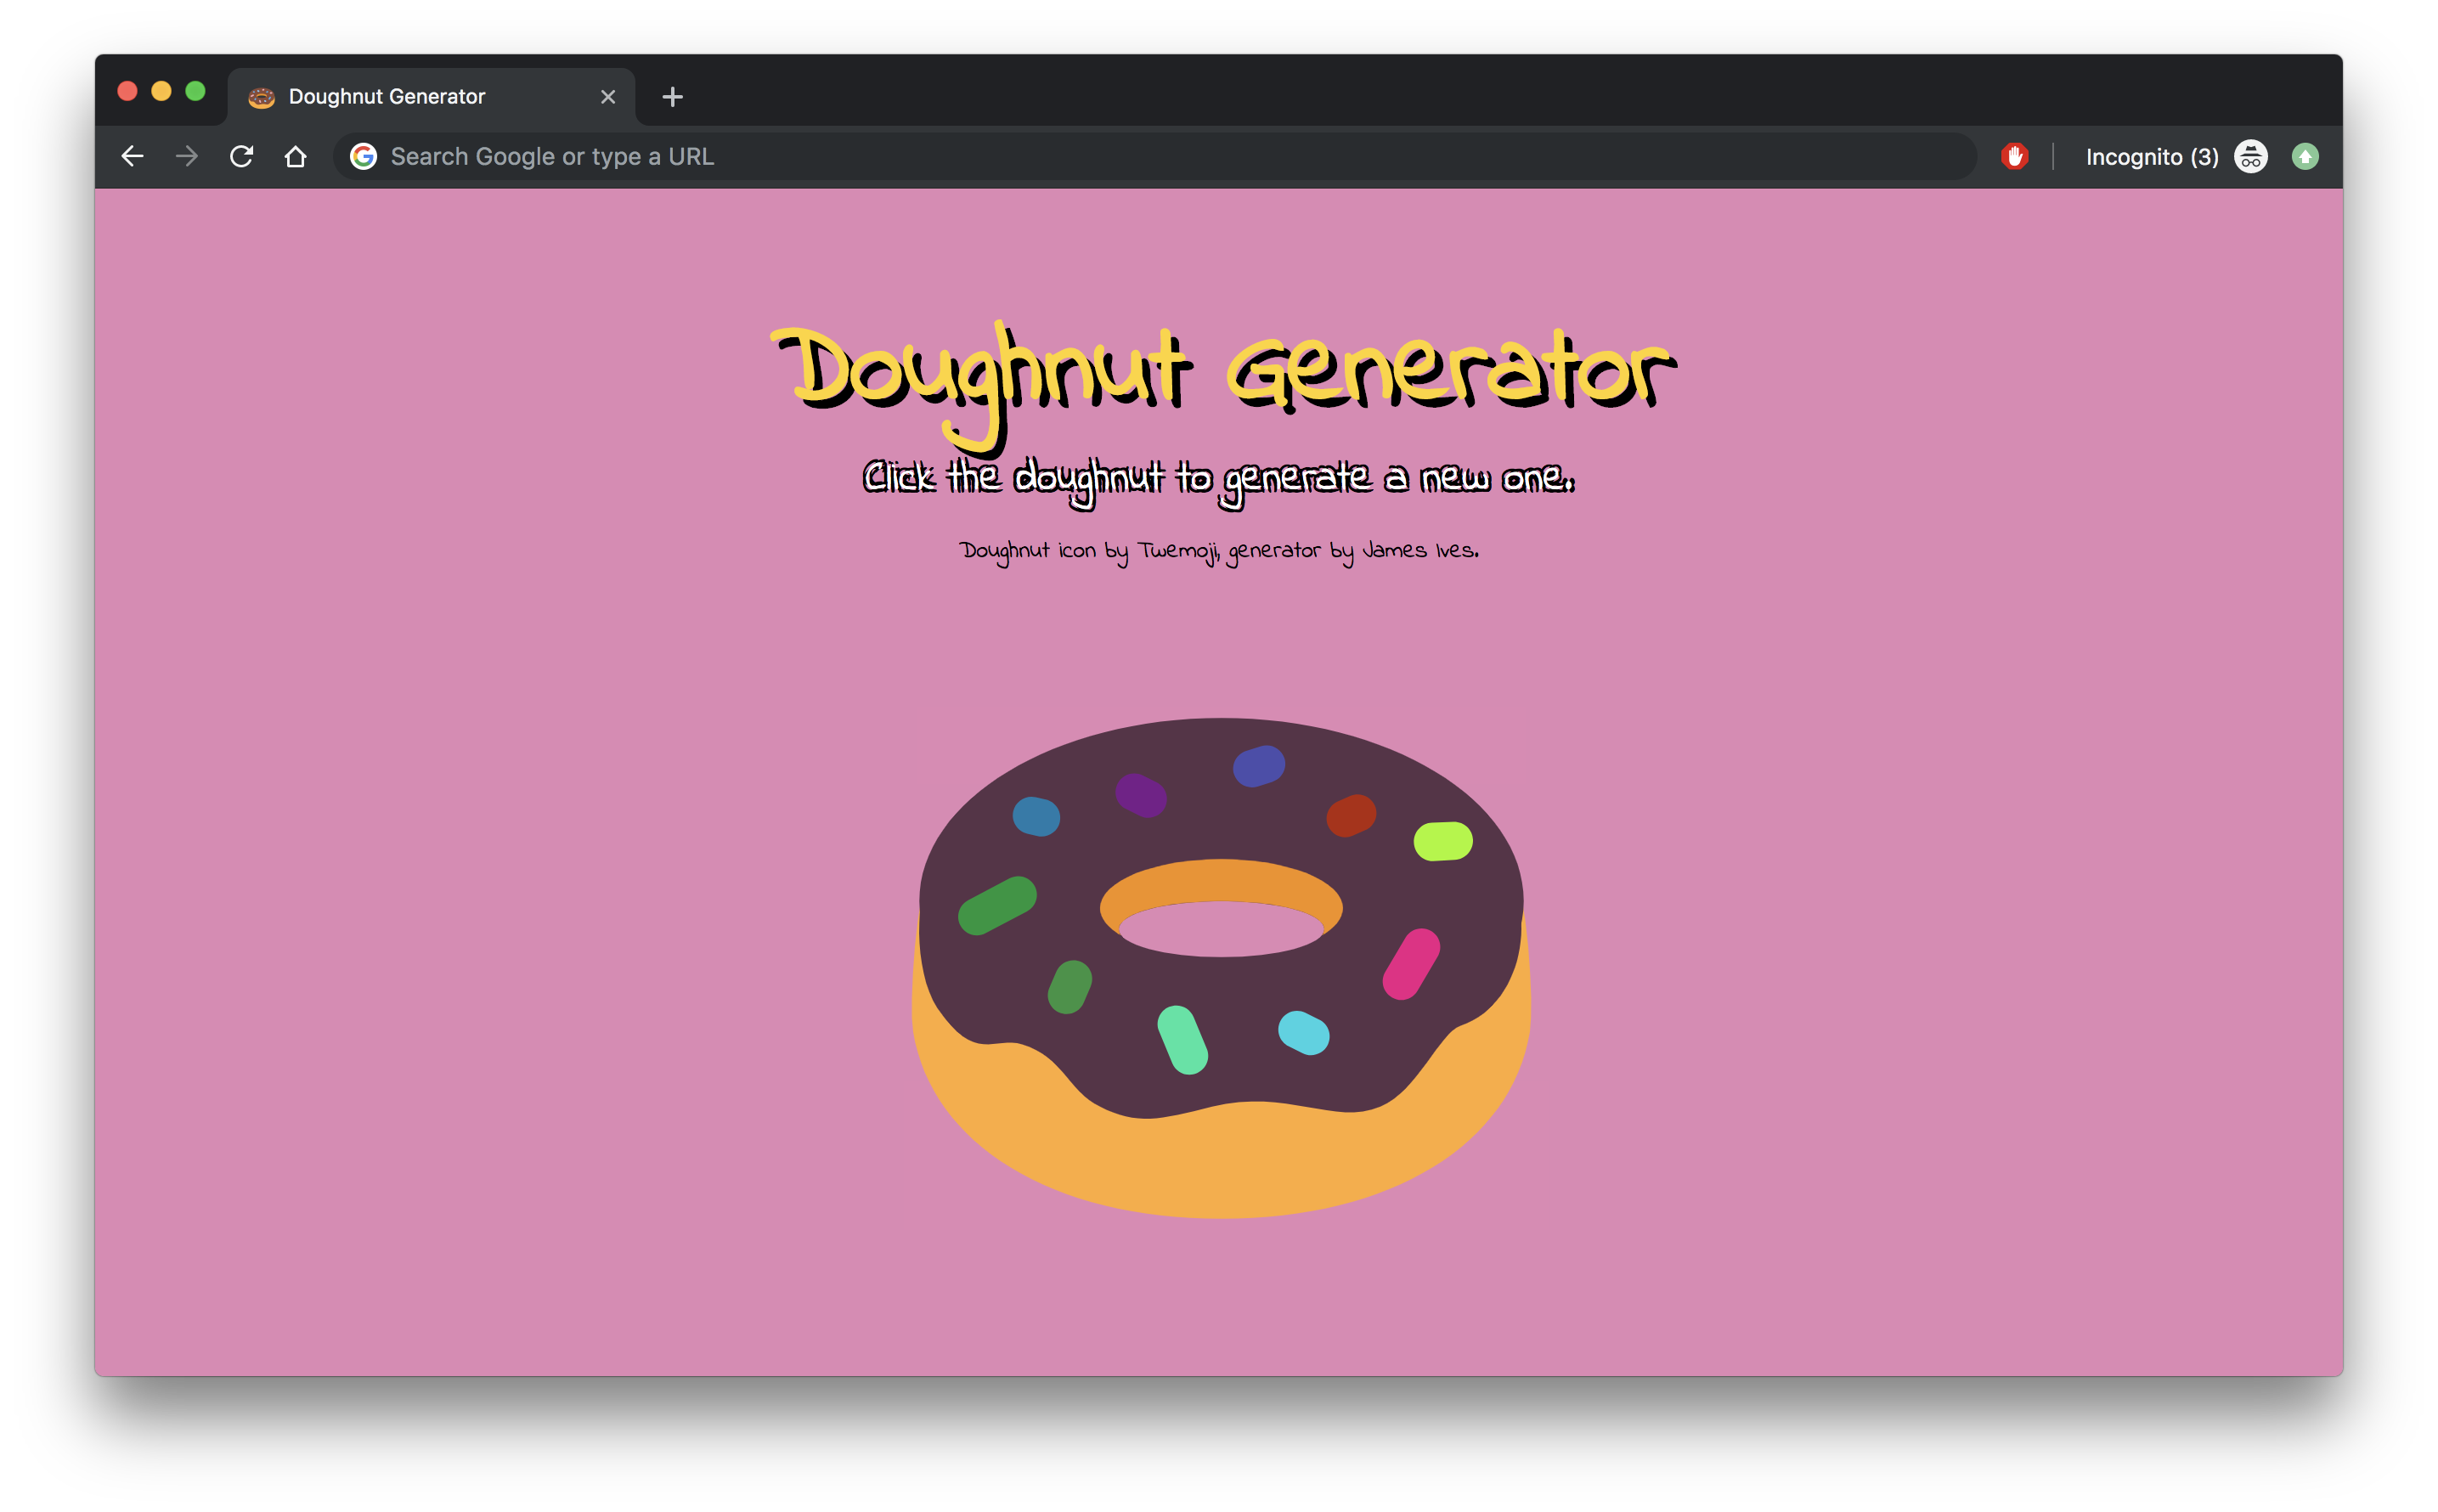 Doughnut Generator
Search Google or type a URL
Incognito (3)
Doughnut Generator
Click the doughnut to generate a new one..
Doughnut icon by Twemoji, generator by James Ives.